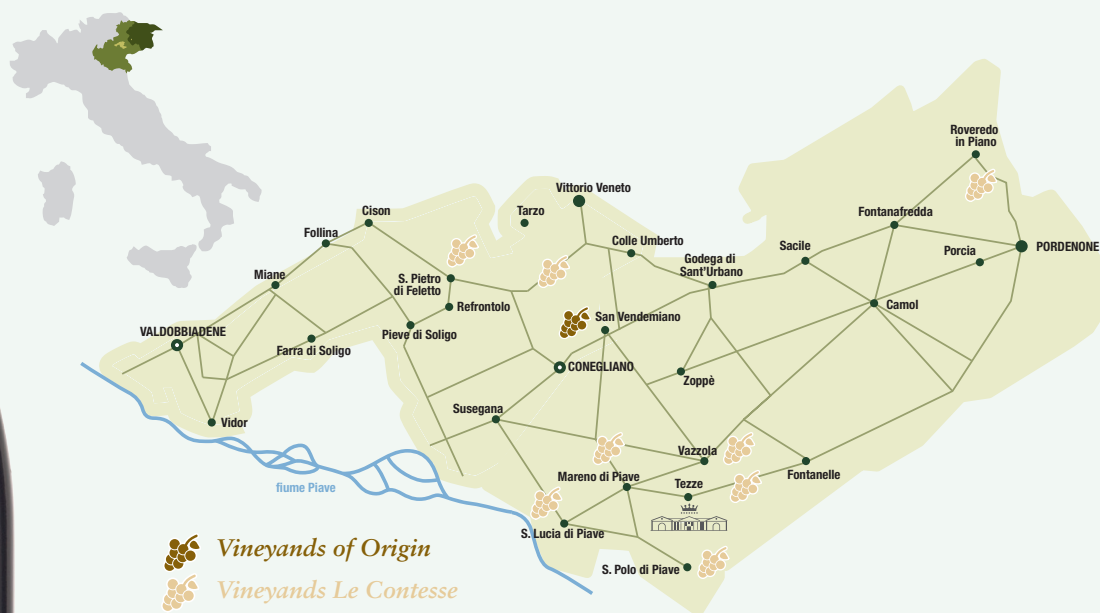 Roveredo
in Piano
Vittorio Veneto
Cison
Tarzo
Fontanafredda
Follina
Colle Umberto
Sacile
Porcia
PORDENONE
Godega di
Sant'Urbano
Miane
S. Pietro
di Feletto
Refrontolo
Camol
San Vendemiano
VALDOBBIADENE
Pieve di Soligo
Farra di Soligo
CONEGLIANO
Zoppè
Susegana
Vidor
Vazzola
Mareno di Piave
Tezze
Fontanelle
fiume Piave
S. Lucia di Piave
S. Polo di Piave
Vineyands of Origin
Vineyands Le Contesse